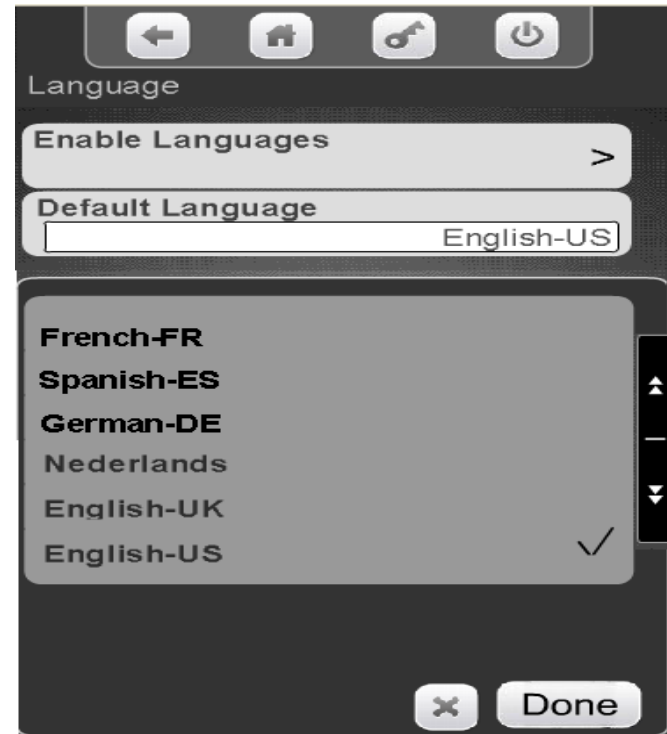 Language
Enable Languages
>
Default Language
English-US
French-FR
Spanish-ES
German-DE
Nederlands
English-UK
English-US
Done